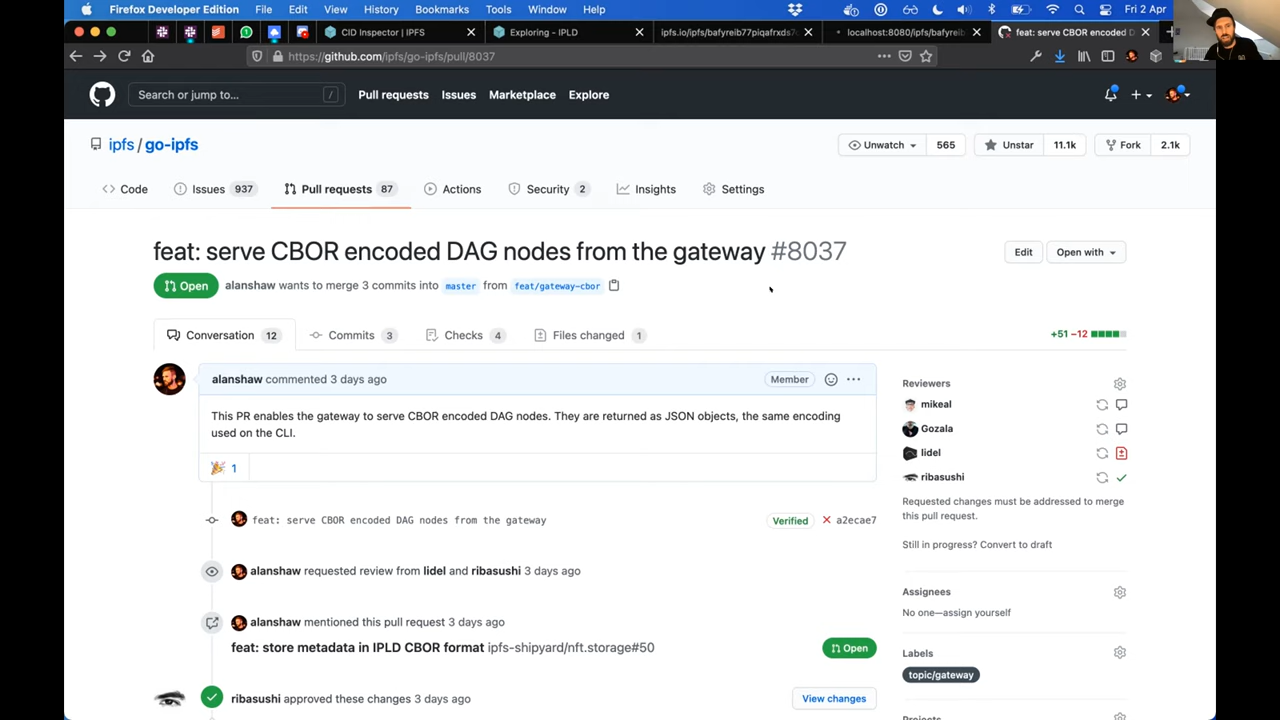 Firefox Developer Edition File Edit View History Bookmarks Tools Window Help Fri 2 Apr
CID Inspector | IPFS
Exploring - IPLD
ipfs.io/ipfs/bafyreib77piqafrxds7
localhost:8080/ipfs/bafyreib
feat: serve CBOR encoded D
https://github.com/ipfs/go-ipfs/pull/8037
Search or jump to... /
Pull requests Issues Marketplace Explore
ipfs / go-ipfs
Unwatch 565 Unstar 11.1k Fork 2.1k
Code Issues 937 Pull requests 87 Actions Security 2 Insights Settings
feat: serve CBOR encoded DAG nodes from the gateway #8037
Edit Open with
Open alanshaw wants to merge 3 commits into master from feat/gateway-cbor
Conversation 12 Commits 3 Checks 4 Files changed 1
+51 −12
alanshaw commented 3 days ago Member
This PR enables the gateway to serve CBOR encoded DAG nodes. They are returned as JSON objects, the same encoding
used on the CLI.
1
feat: serve CBOR encoded DAG nodes from the gateway Verified a2ecae7
alanshaw requested review from lidel and ribasushi 3 days ago
alanshaw mentioned this pull request 3 days ago
feat: store metadata in IPLD CBOR format ipfs-shipyard/nft.storage#50 Open
ribasushi approved these changes 3 days ago View changes
Reviewers
mikeal
Gozala
lidel
ribasushi
Requested changes must be addressed to merge
this pull request.
Still in progress? Convert to draft
Assignees
No one—assign yourself
Labels
topic/gateway
Projects